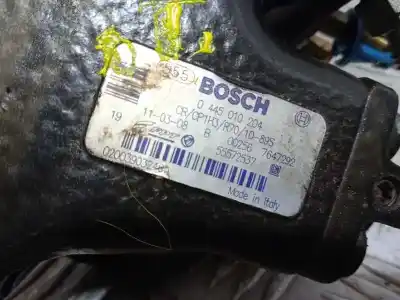 BOSCH
0 445 010 204
CR/CP1H3/R70/10-89S
19 11-03-08 B 00256 7647292
55572537
Made in Italy